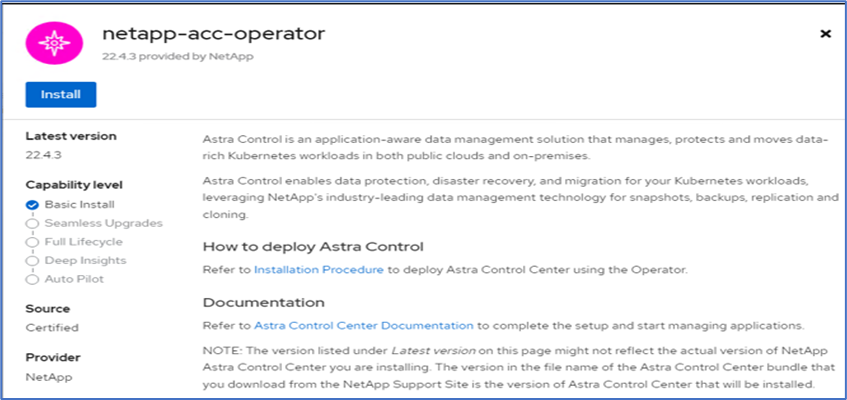 netapp-acc-operator
22.4.3 provided by NetApp
Install
Latest version
22.4.3
Capability level
Basic Install
Seamless Upgrades
Full Lifecycle
Deep Insights
Auto Pilot
Source
Certified
Provider
NetApp
Astra Control is an application-aware data management solution that manages, protects and moves data-
rich Kubernetes workloads in both public clouds and on-premises.
Astra Control enables data protection, disaster recovery, and migration for your Kubernetes workloads,
leveraging NetApp's industry-leading data management technology for snapshots, backups, replication and
cloning.
How to deploy Astra Control
Refer to Installation Procedure to deploy Astra Control Center using the Operator.
Documentation
Refer to Astra Control Center Documentation to complete the setup and start managing applications.
NOTE: The version listed under Latest version on this page might not reflect the actual version of NetApp
Astra Control Center you are installing. The version in the file name of the Astra Control Center bundle that
you download from the NetApp Support Site is the version of Astra Control Center that will be installed.